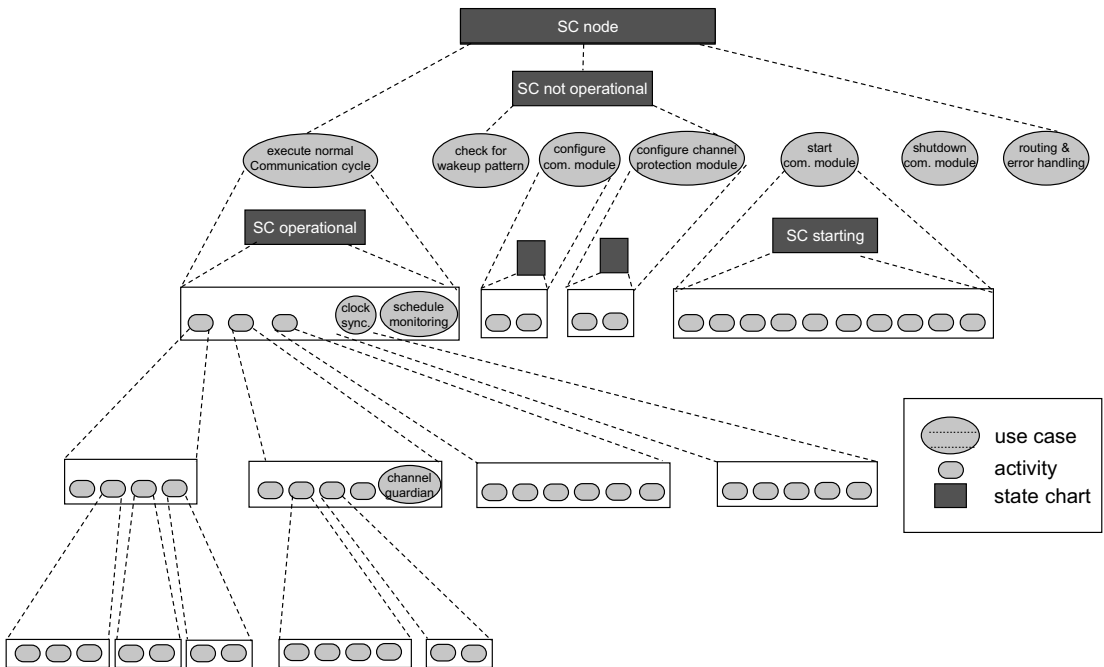 SC node
SC not operational
execute normal
Communication cycle
check for
wakeup pattern
configure
com. module
configure channel
protection module
start
com. module
shutdown
com. module
routing &
error handling
SC operational
SC starting
clock
sync.
schedule
monitoring
channel
guardian
use case
activity
state chart